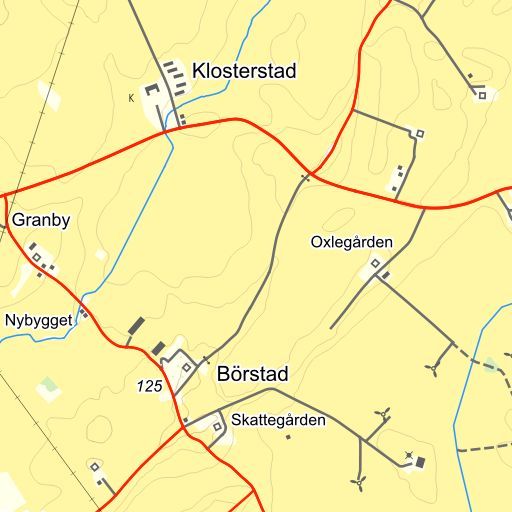 Klosterstad
K
Granby
Oxlegården
Nybygget
Börstad
125
Skattegården